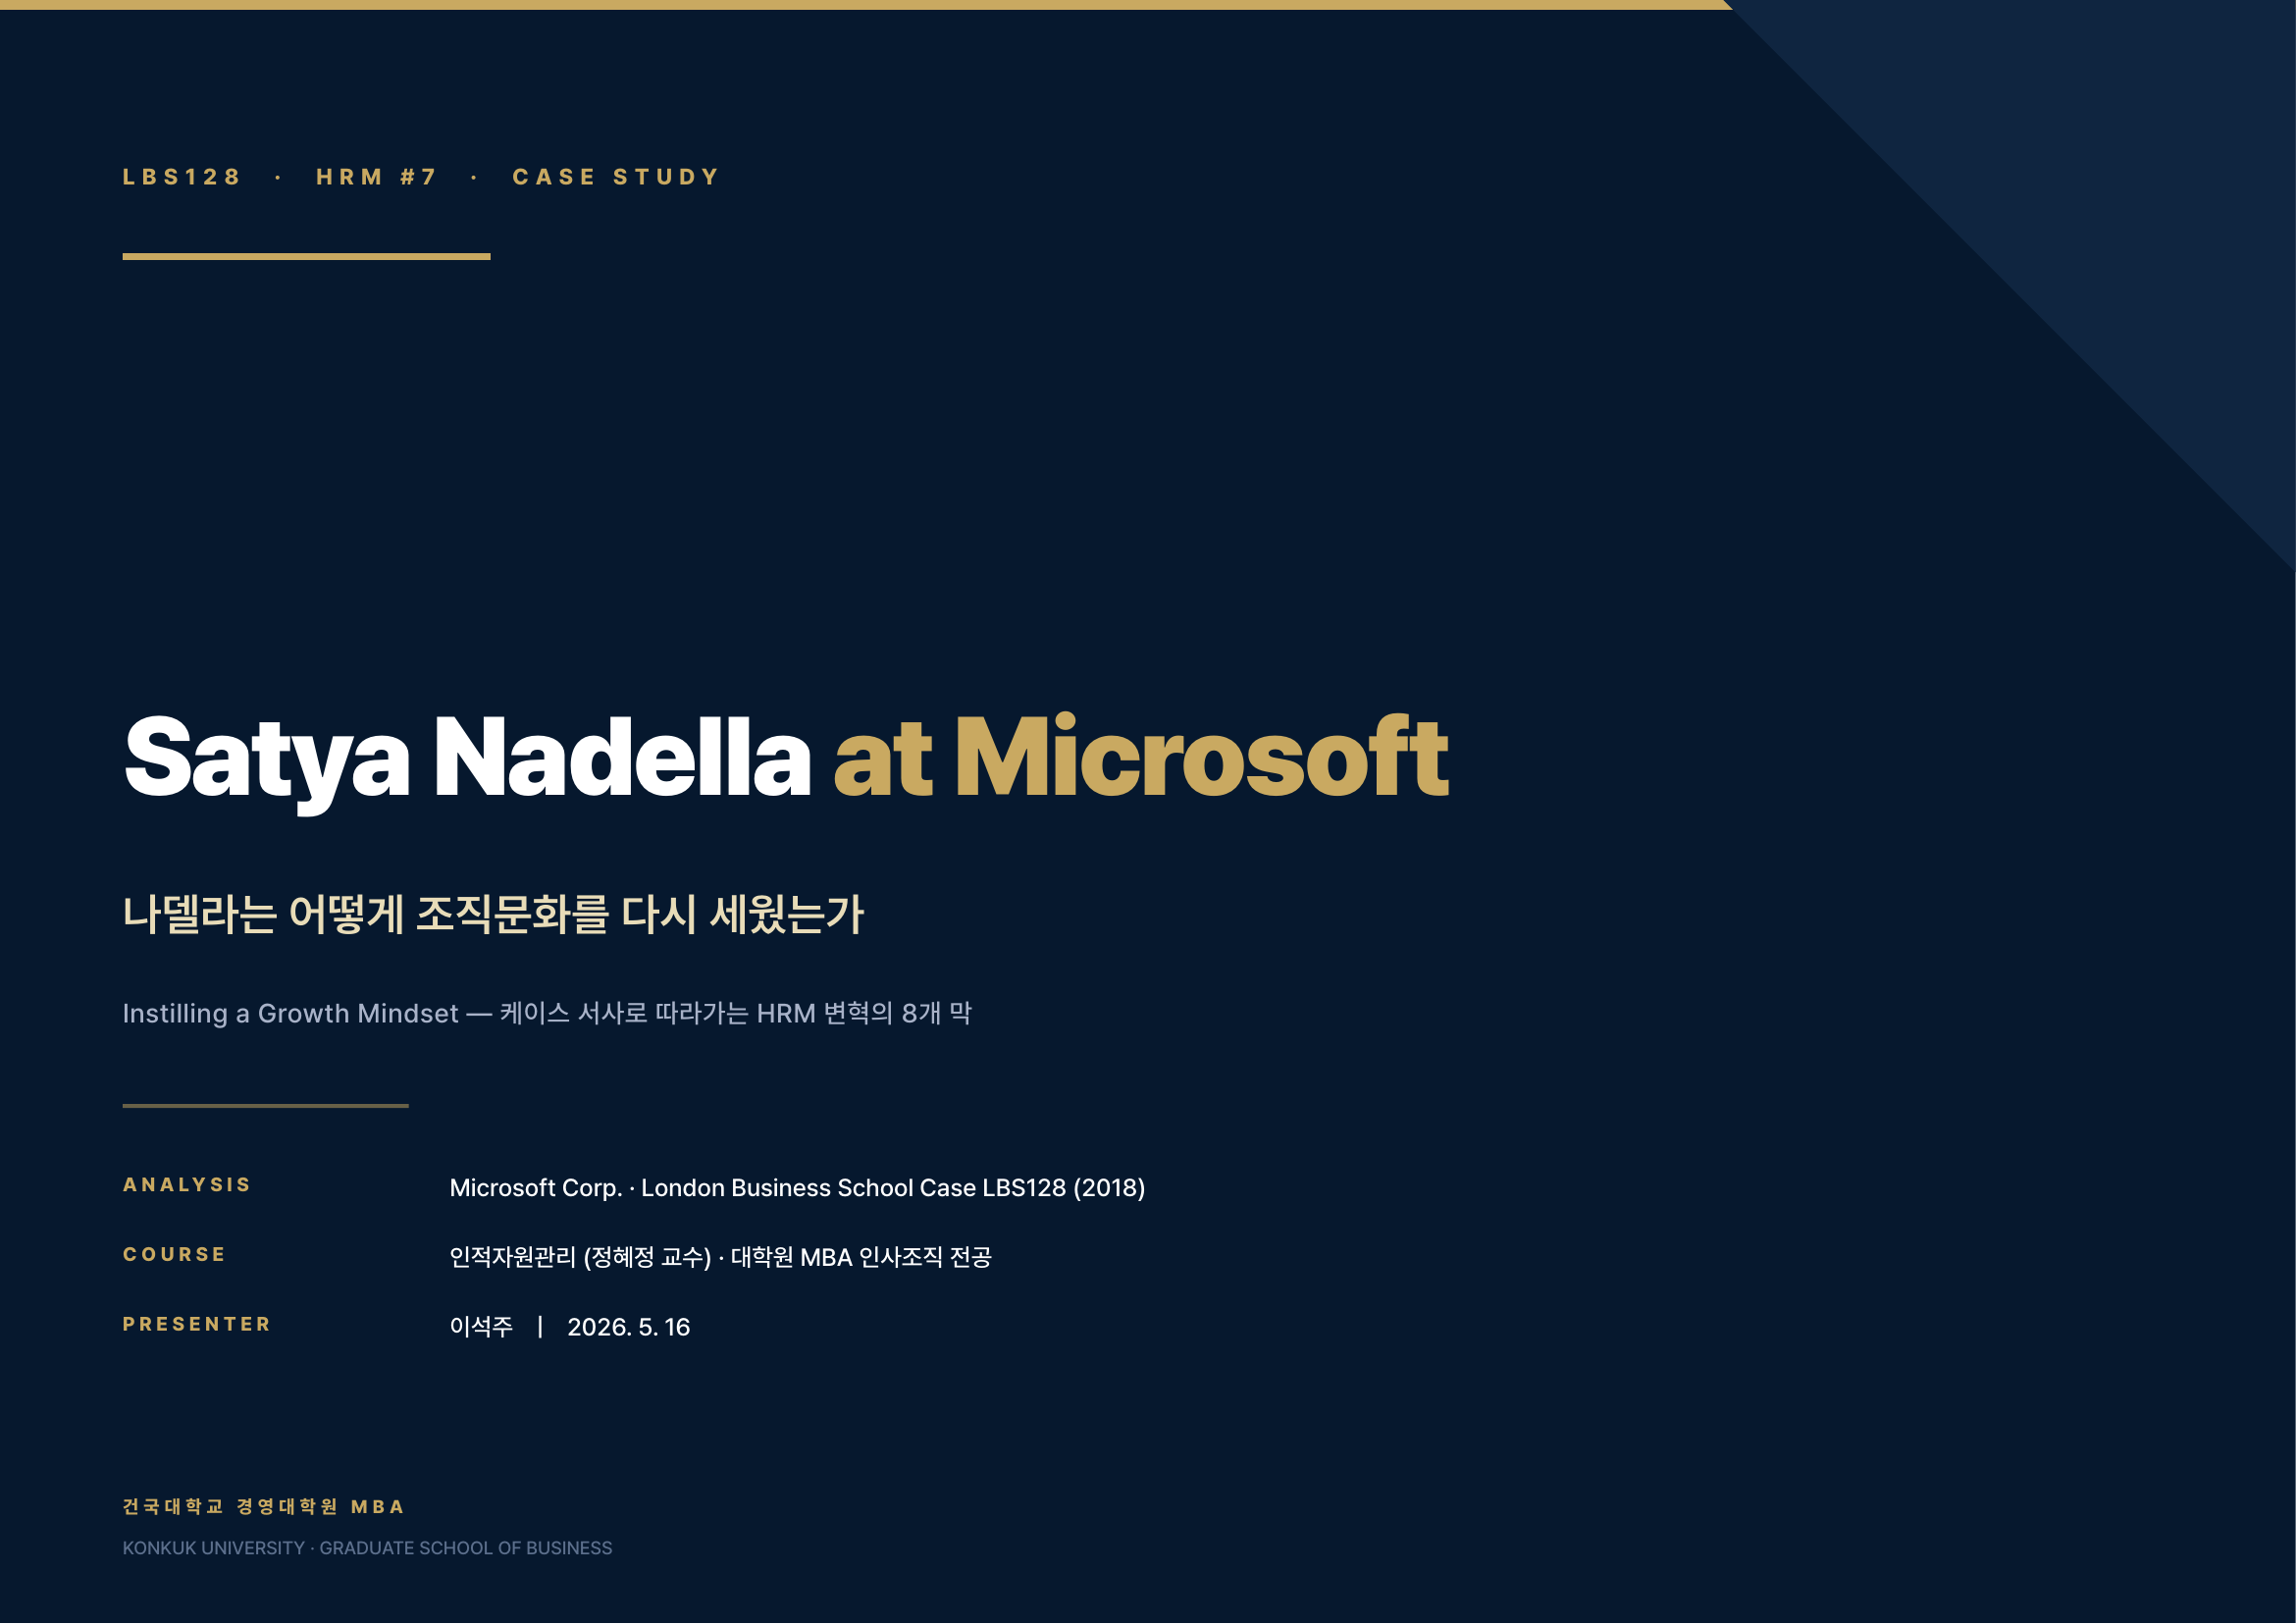 LBS128 · HRM #7 · CASE STUDY
Satya Nadella at Microsoft
나델라는 어떻게 조직문화를 다시 세웠는가
Instilling a Growth Mindset — 케이스 서사로 따라가는 HRM 변혁의 8개 막
ANALYSIS Microsoft Corp. · London Business School Case LBS128 (2018)
COURSE 인적자원관리 (정혜정 교수) · 대학원 MBA 인사조직 전공
PRESENTER 이석주 | 2026. 5. 16
건국대학교 경영대학원 MBA
KONKUK UNIVERSITY · GRADUATE SCHOOL OF BUSINESS